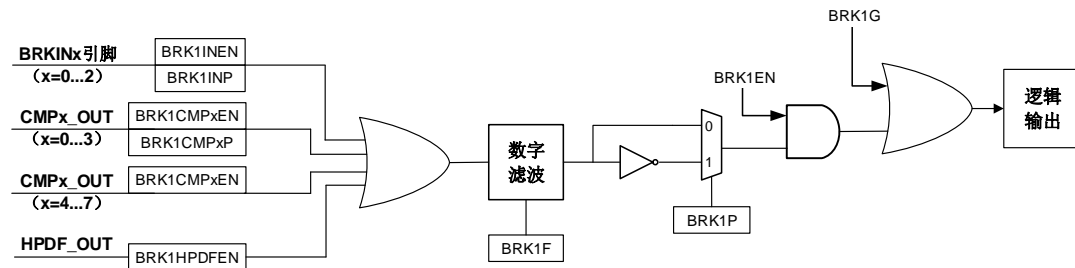 BRKINx引脚
(x=0...2)
BRK1INEN
BRK1INP
CMPx_OUT
(x=0...3)
BRK1CMPxEN
BRK1CMPxP
CMPx_OUT
(x=4...7)
BRK1CMPxEN
HPDF_OUT
BRK1HPDFEN
数字
滤波
BRK1F
0
1
BRK1P
BRK1EN
BRK1G
逻辑
输出